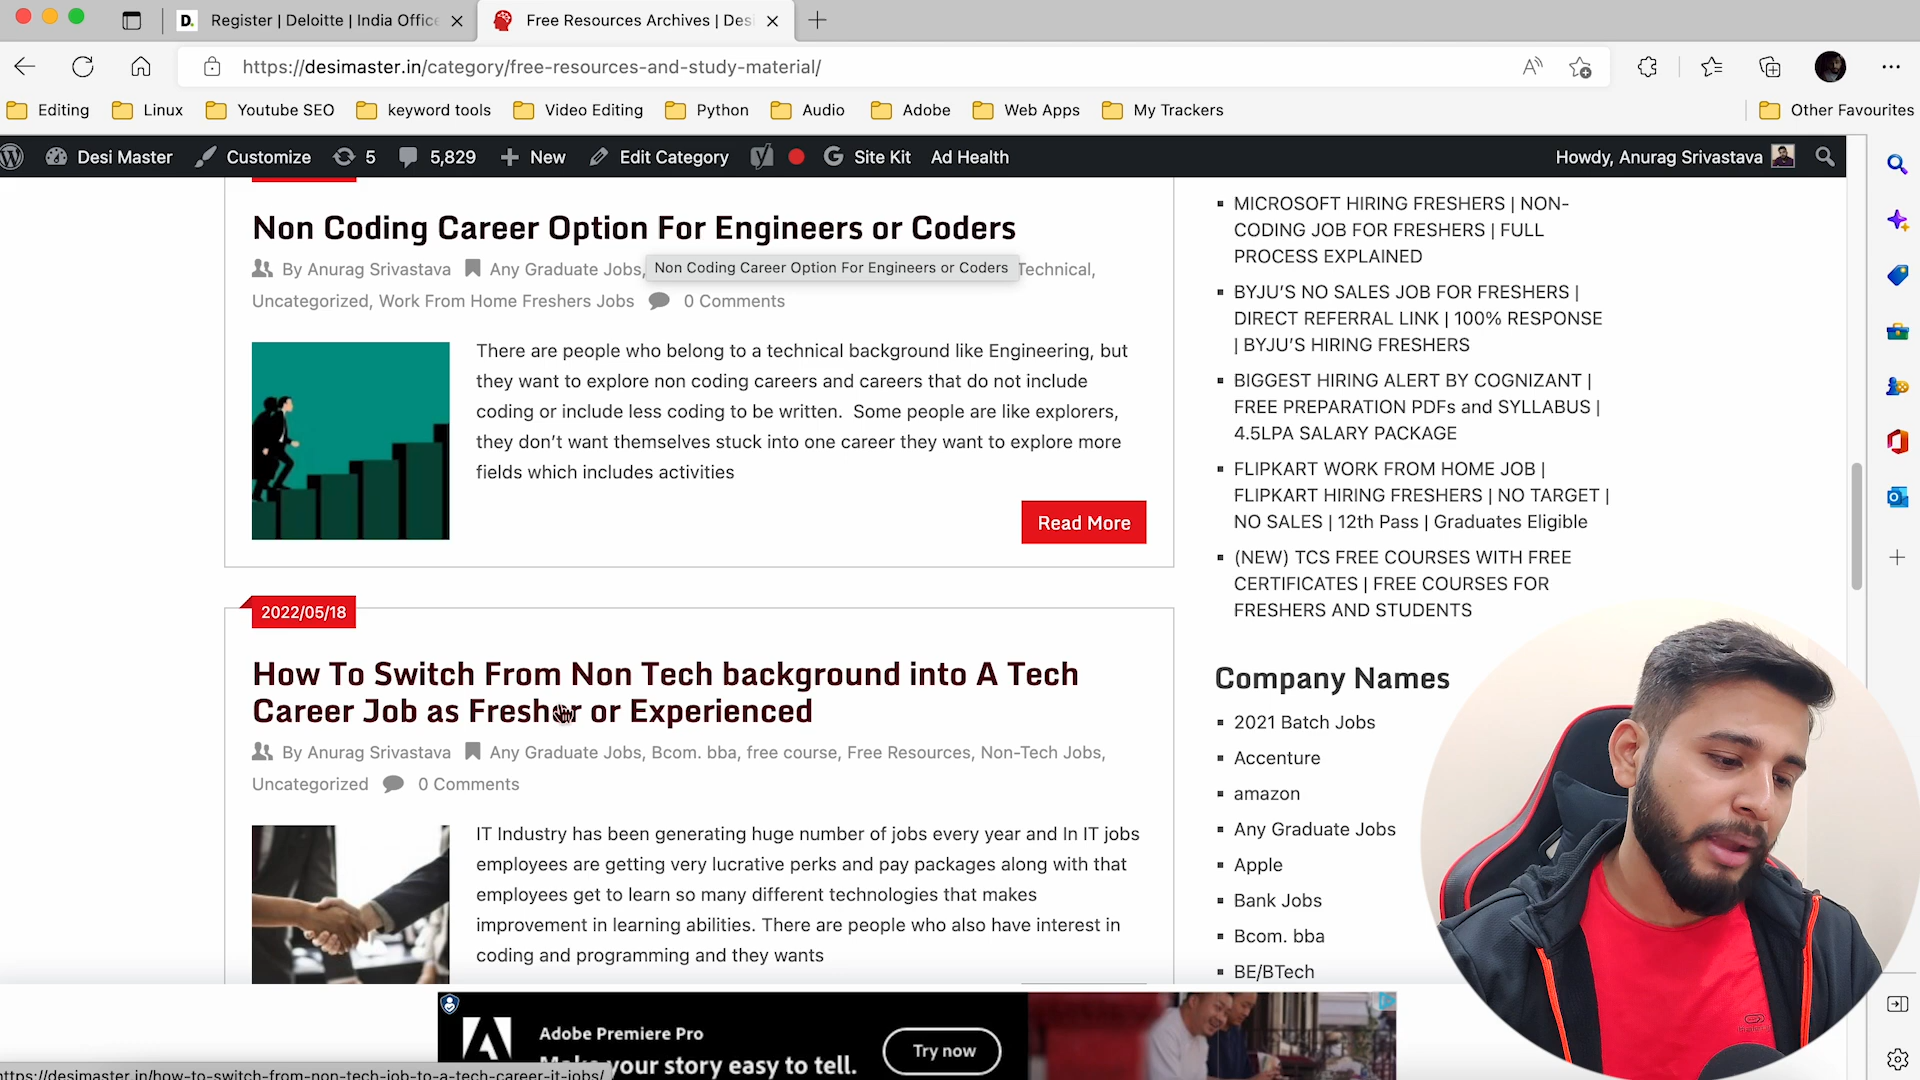 D. Register | Deloitte | India Office
Free Resources Archives | Desi
https://desimaster.in/category/free-resources-and-study-material/
Editing Linux Youtube SEO keyword tools Video Editing Python Audio Adobe Web Apps My Trackers Other Favourites
Desi Master Customize 5 5,829 New Edit Category Site Kit Ad Health Howdy, Anurag Srivastava
Non Coding Career Option For Engineers or Coders
By Anurag Srivastava Any Graduate Jobs, Technical,
Non Coding Career Option For Engineers or Coders
Uncategorized, Work From Home Freshers Jobs 0 Comments
There are people who belong to a technical background like Engineering, but
they want to explore non coding careers and careers that do not include
coding or include less coding to be written. Some people are like explorers,
they don’t want themselves stuck into one career they want to explore more
fields which includes activities
Read More
2022/05/18
How To Switch From Non Tech background into A Tech
Career Job as Fresher or Experienced
By Anurag Srivastava Any Graduate Jobs, Bcom. bba, free course, Free Resources, Non-Tech Jobs,
Uncategorized 0 Comments
IT Industry has been generating huge number of jobs every year and In IT jobs
employees are getting very lucrative perks and pay packages along with that
employees get to learn so many different technologies that makes
improvement in learning abilities. There are people who also have interest in
coding and programming and they wants
MICROSOFT HIRING FRESHERS | NON-
CODING JOB FOR FRESHERS | FULL
PROCESS EXPLAINED
BYJU’S NO SALES JOB FOR FRESHERS |
DIRECT REFERRAL LINK | 100% RESPONSE
| BYJU’S HIRING FRESHERS
BIGGEST HIRING ALERT BY COGNIZANT |
FREE PREPARATION PDFs and SYLLABUS |
4.5LPA SALARY PACKAGE
FLIPKART WORK FROM HOME JOB |
FLIPKART HIRING FRESHERS | NO TARGET |
NO SALES | 12th Pass | Graduates Eligible
(NEW) TCS FREE COURSES WITH FREE
CERTIFICATES | FREE COURSES FOR
FRESHERS AND STUDENTS
Company Names
2021 Batch Jobs
Accenture
amazon
Any Graduate Jobs
Apple
Bank Jobs
Bcom. bba
BE/BTech
Adobe Premiere Pro
Make your story easy to tell.
Try now
https://desimaster.in/how-to-switch-from-non-tech-job-to-a-tech-career-it-jobs/